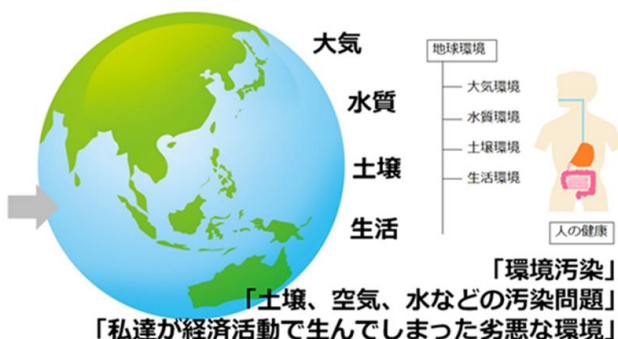 大気
水質
土壌
生活
地球環境
大気環境
水質環境
土壌環境
生活環境
人の健康
「環境汚染」
「土壌、空気、水などの汚染問題」
「私達が経済活動で生んでしまった劣悪な環境」